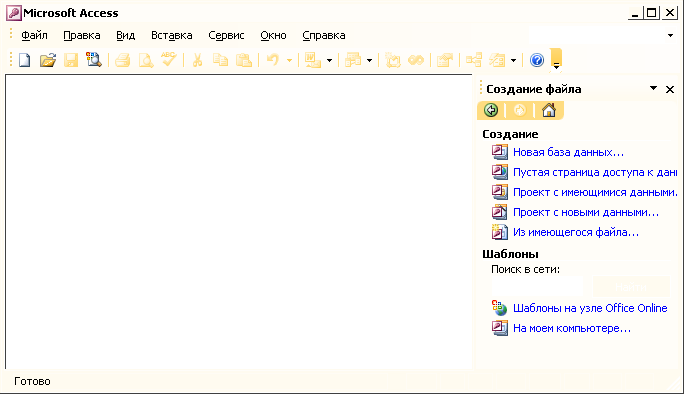 Microsoft Access
Файл Правка Вид Вставка Сервис Окно Справка
Создание файла
Создание
Новая база данных...
Пустая страница доступа к дан
Проект с имеющимися данными.
Проект с новыми данными...
Из имеющегося файла...
Шаблоны
Поиск в сети:
Шаблоны на узле Office Online
На моем компьютере...
Готово